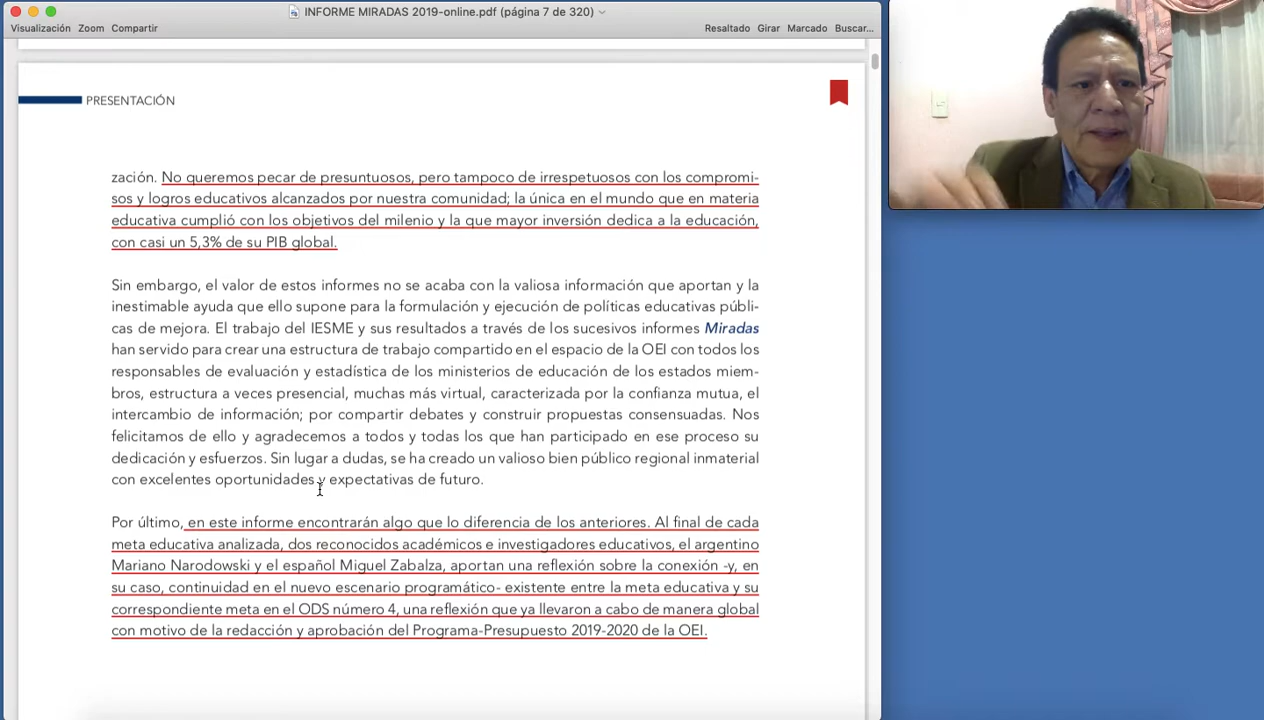 INFORME MIRADAS 2019-online.pdf (página 7 de 320)
Visualización Zoom Compartir Resaltado Girar Marcado Buscar...
PRESENTACIÓN
zación. No queremos pecar de presuntuosos, pero tampoco de irrespetuosos con los compromi-
sos y logros educativos alcanzados por nuestra comunidad; la única en el mundo que en materia
educativa cumplió con los objetivos del milenio y la que mayor inversión dedica a la educación,
con casi un 5,3% de su PIB global.
Sin embargo, el valor de estos informes no se acaba con la valiosa información que aportan y la
inestimable ayuda que ello supone para la formulación y ejecución de políticas educativas públi-
cas de mejora. El trabajo del IESME y sus resultados a través de los sucesivos informes Miradas
han servido para crear una estructura de trabajo compartido en el espacio de la OEI con todos los
responsables de evaluación y estadística de los ministerios de educación de los estados miem-
bros, estructura a veces presencial, muchas más virtual, caracterizada por la confianza mutua, el
intercambio de información; por compartir debates y construir propuestas consensuadas. Nos
felicitamos de ello y agradecemos a todos y todas los que han participado en ese proceso su
dedicación y esfuerzos. Sin lugar a dudas, se ha creado un valioso bien público regional inmaterial
con excelentes oportunidades y expectativas de futuro.
Por último, en este informe encontrarán algo que lo diferencia de los anteriores. Al final de cada
meta educativa analizada, dos reconocidos académicos e investigadores educativos, el argentino
Mariano Narodowski y el español Miguel Zabalza, aportan una reflexión sobre la conexión -y, en
su caso, continuidad en el nuevo escenario programático- existente entre la meta educativa y su
correspondiente meta en el ODS número 4, una reflexión que ya llevaron a cabo de manera global
con motivo de la redacción y aprobación del Programa-Presupuesto 2019-2020 de la OEI.